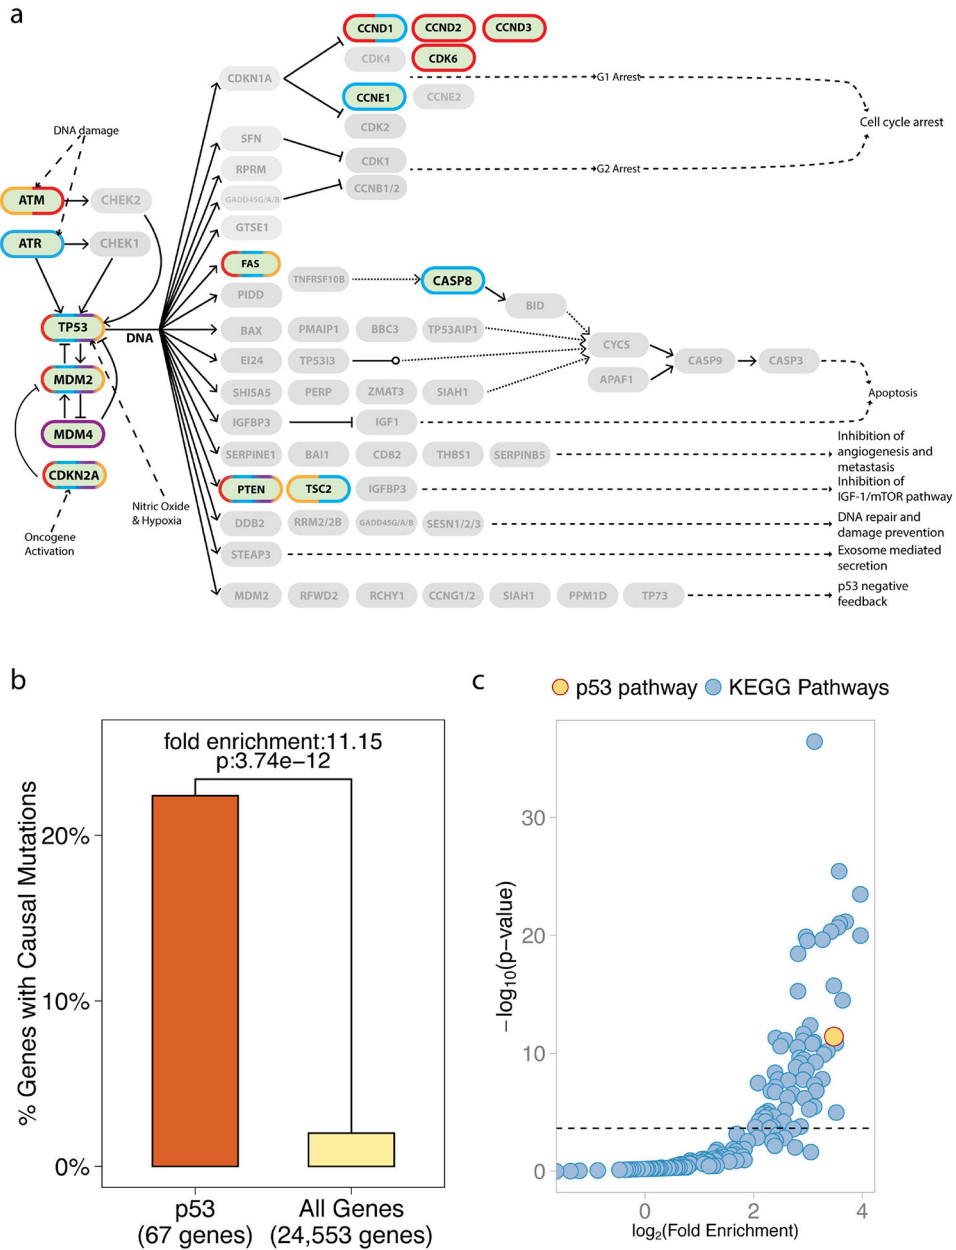 a
CCND1 CCND2 CCND3
CDK4 CDK6
CDKN1A
G1 Arrest
CCNE1 CCNE2
CDK2
Cell cycle arrest
DNA damage
SFN
CDK1
RPRM
G2 Arrest
CCNB1/2
ATM CHEK2
GADD45G/A/B
GTSE1
ATR CHEK1
FAS
TNFRSF10B CASP8
PIDD
BID
TP53
DNA
BAX PMAIP1 BBC3 TP53AIP1
CYCS
EI24 TP53I3
CASP9 CASP3
MDM2
APAF1
SHISA5 PERP ZMAT3 SIAH1
Apoptosis
IGFBP3 IGF1
MDM4
SERPINE1 BAI1 CD82 THBS1 SERPINB5
Inhibition of
angiogenesis and
metastasis
CDKN2A
PTEN TSC2 IGFBP3
Inhibition of
IGF-1/mTOR pathway
Nitric Oxide
& Hypoxia
DDB2 RRM2/2B GADD45G/A/B SESN1/2/3
DNA repair and
damage prevention
Oncogene
Activation
STEAP3
Exosome mediated
secretion
MDM2 RFWD2 RCHY1 CCNG1/2 SIAH1 PPM1D TP73
p53 negative
feedback
b
fold enrichment:11.15
p:3.74e−12
% Genes with Causal Mutations
20%
10%
0%
p53
(67 genes)
All Genes
(24,553 genes)
c
p53 pathway KEGG Pathways
−log10(p−value)
30
20
10
0
0 2 4
log2(Fold Enrichment)